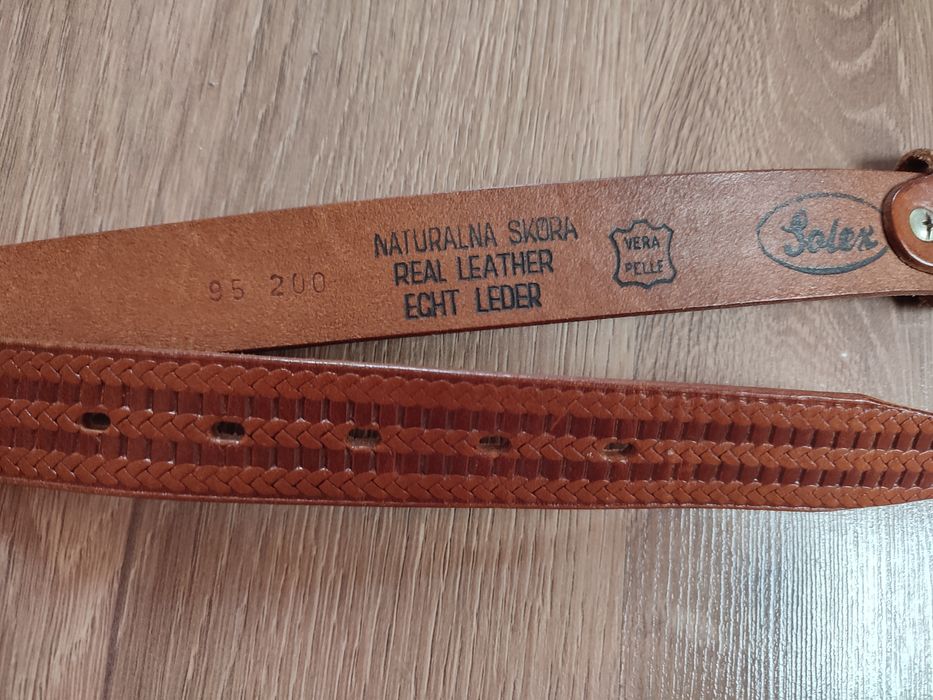 95 200
NATURALNA SKÓRA
REAL LEATHER
ECHT LEDER
VERA
PELLE
Solex